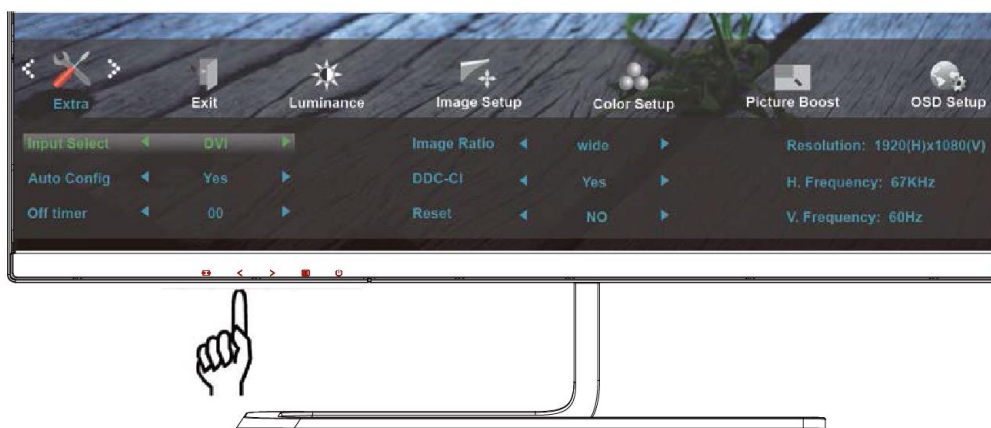 Extra Exit Luminance Image Setup Color Setup Picture Boost OSD Setup
Input Select DVI Image Ratio wide Resolution: 1920(H)x1080(V)
Auto Config Yes DDC-CI Yes H. Frequency: 67KHz
Off timer 00 Reset NO V. Frequency: 60Hz